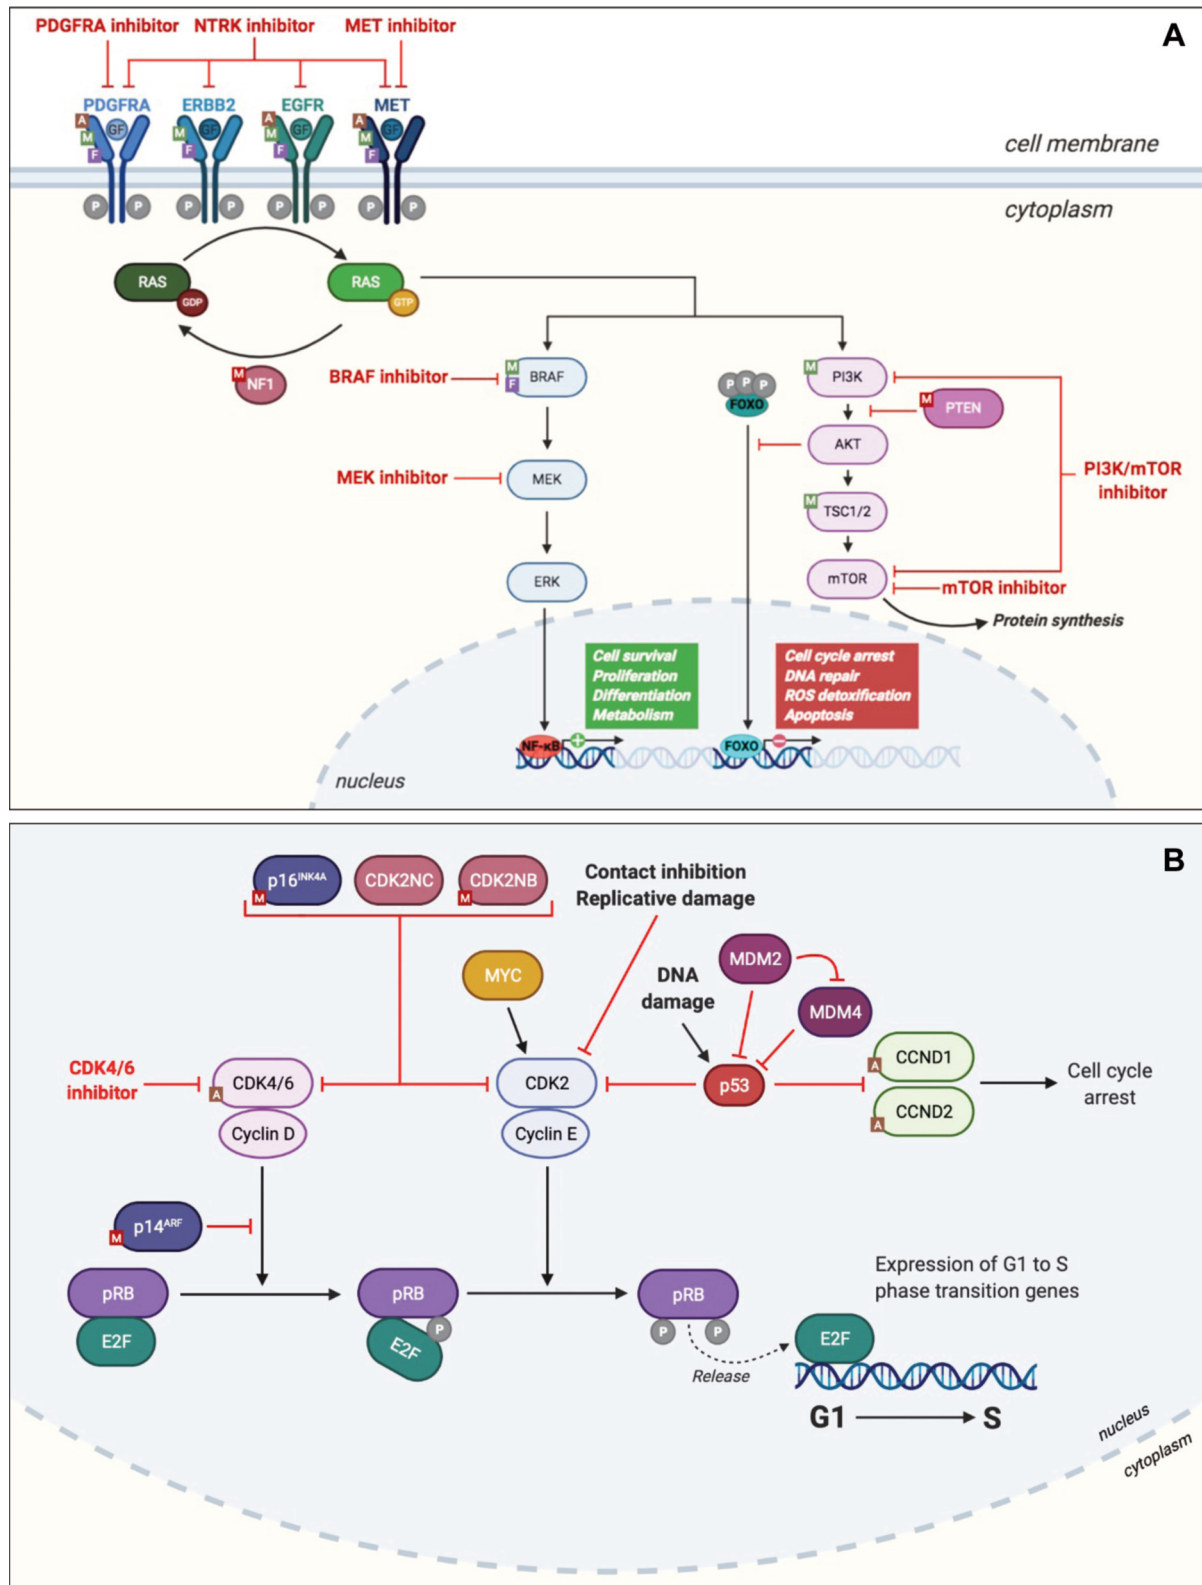 PDGFRA inhibitor NTRK inhibitor MET inhibitor
A
PDGFRA ERBB2 EGFR MET
A A A
GF GF GF GF
M M M M
F F F F
cell membrane
P P P P P P P P
cytoplasm
RAS RAS
GDP GTP
M
NF1
BRAF inhibitor
M
F
BRAF
P P P
FOXO
M
PI3K
M
PTEN
AKT
MEK inhibitor
MEK
PI3K/mTOR
inhibitor
M
TSC1/2
ERK
mTOR
mTOR inhibitor
Protein synthesis
Cell survival
Proliferation
Differentiation
Metabolism
Cell cycle arrest
DNA repair
ROS detoxification
Apoptosis
NF-κB + FOXO −
nucleus
B
p16INK4A CDK2NC CDK2NB
M M
Contact inhibition
Replicative damage
MYC
DNA
damage
MDM2
MDM4
CDK4/6
inhibitor
CDK4/6
A
Cyclin D
CDK2
Cyclin E
p53
CCND1
A
CCND2
A
Cell cycle
arrest
p14ARF
M
pRB
E2F
pRB
P
E2F
pRB
P P
Release
Expression of G1 to S
phase transition genes
E2F
G1 S
nucleus
cytoplasm